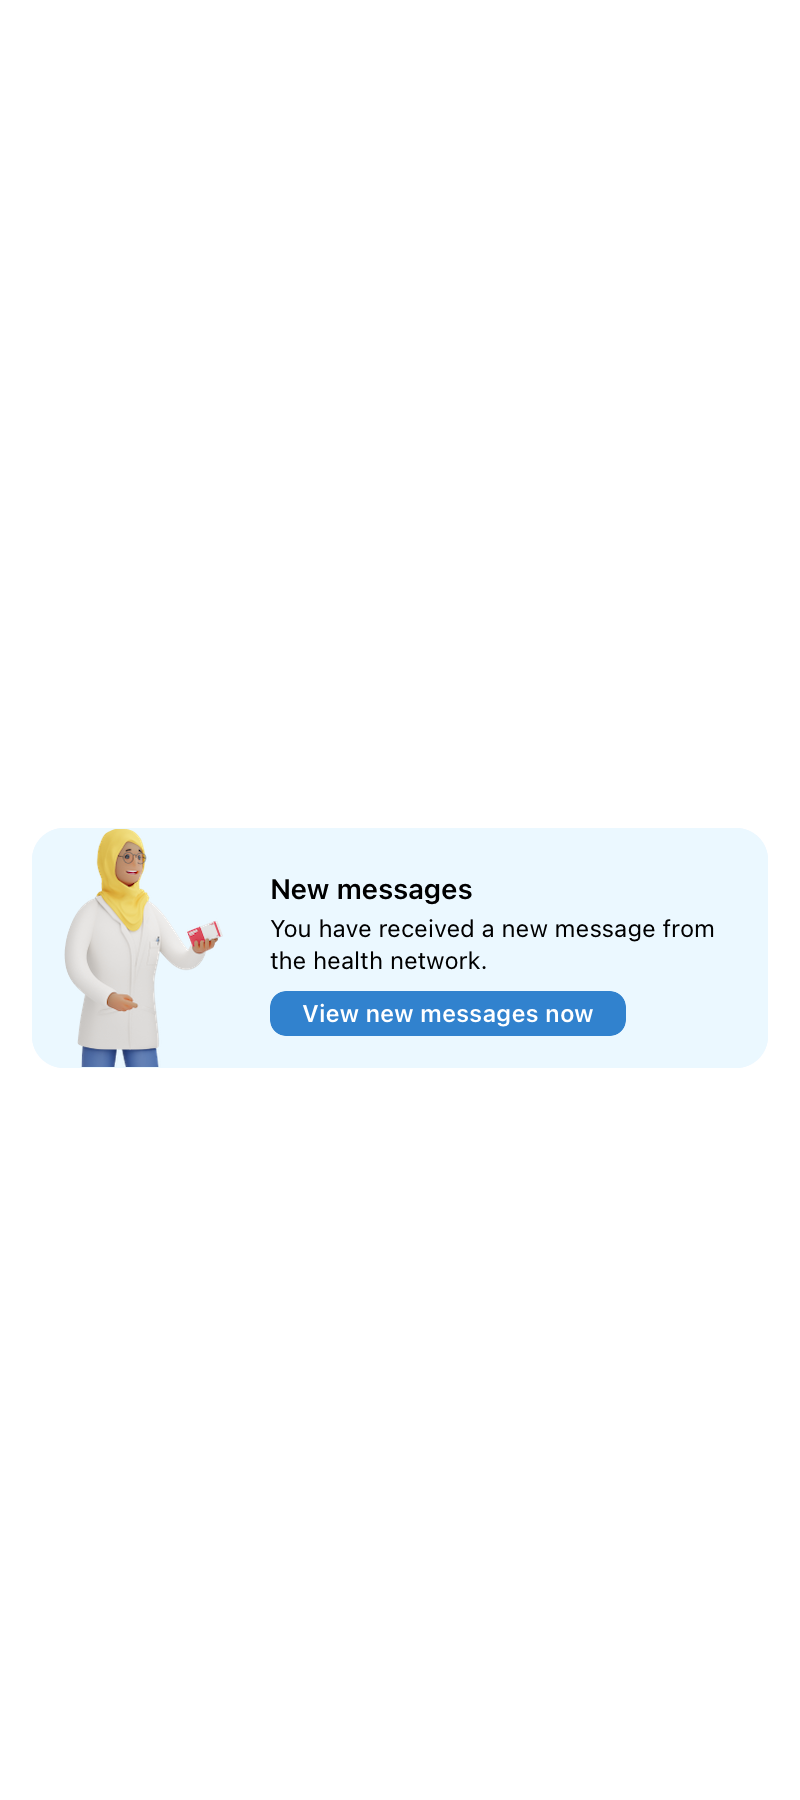 New messages
You have received a new message from
the health network.
View new messages now